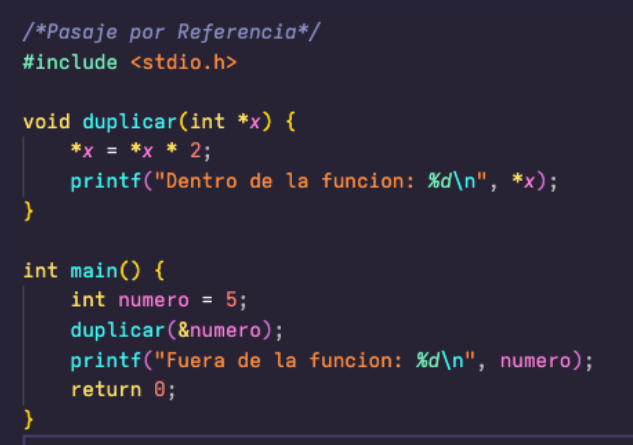 /*Pasaje por Referencia*/
#include <stdio.h>
void duplicar(int *x) {
    *x = *x * 2;
    printf("Dentro de la funcion: %d\n", *x);
}
int main() {
    int numero = 5;
    duplicar(&numero);
    printf("Fuera de la funcion: %d\n", numero);
    return 0;
}